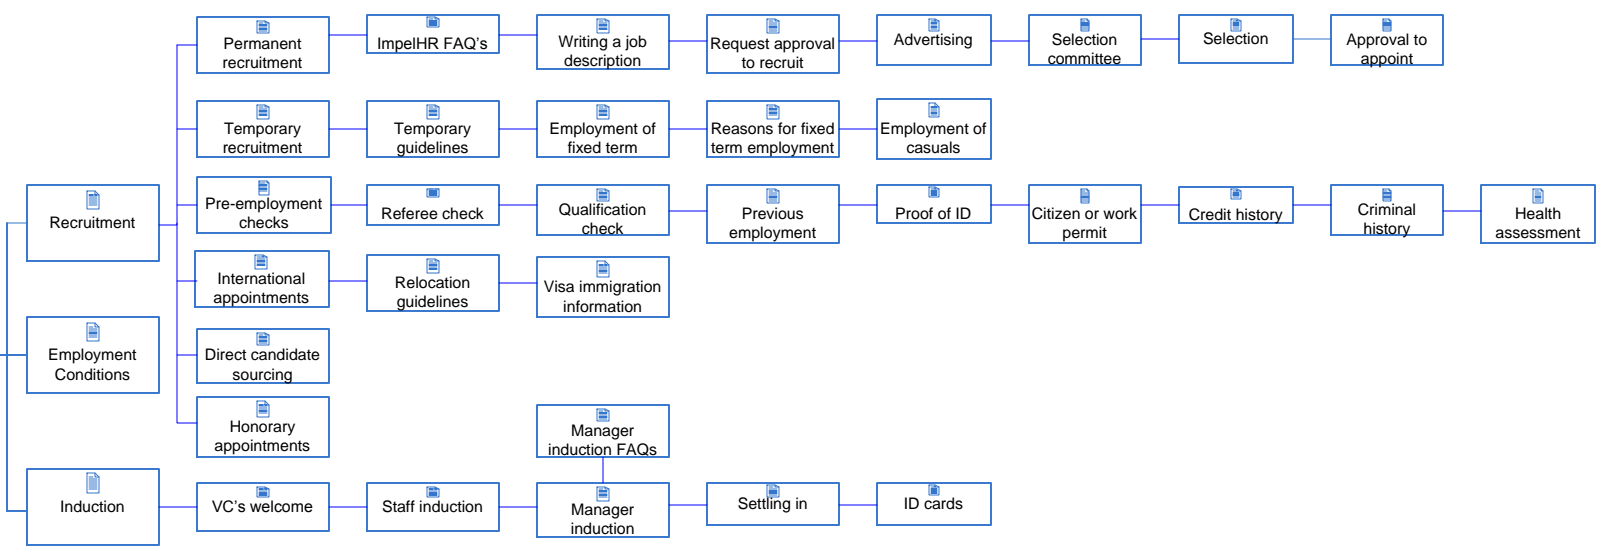 Permanent
recruitment
ImpelHR FAQ's
Writing a job
description
Request approval
to recruit
Advertising
Selection
committee
Selection
Approval to
appoint
Temporary
recruitment
Temporary
guidelines
Employment of
fixed term
Reasons for fixed
term employment
Employment of
casuals
Recruitment
Pre-employment
checks
Referee check
Qualification
check
Previous
employment
Proof of ID
Citizen or work
permit
Credit history
Criminal
history
Health
assessment
International
appointments
Relocation
guidelines
Visa immigration
information
Employment
Conditions
Direct candidate
sourcing
Honorary
appointments
Manager
induction FAQs
Induction
VC's welcome
Staff induction
Manager
induction
Settling in
ID cards